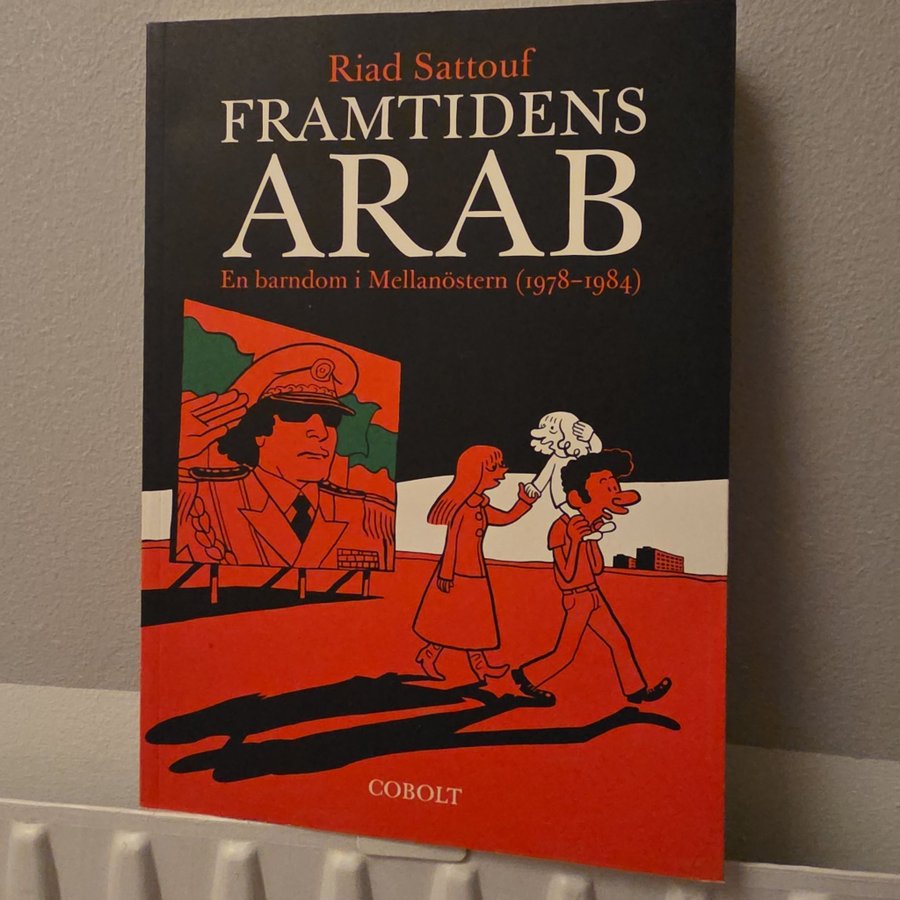 Riad Sattouf
FRAMTIDENS
ARAB
En barndom i Mellanöstern (1978–1984)
COBOLT